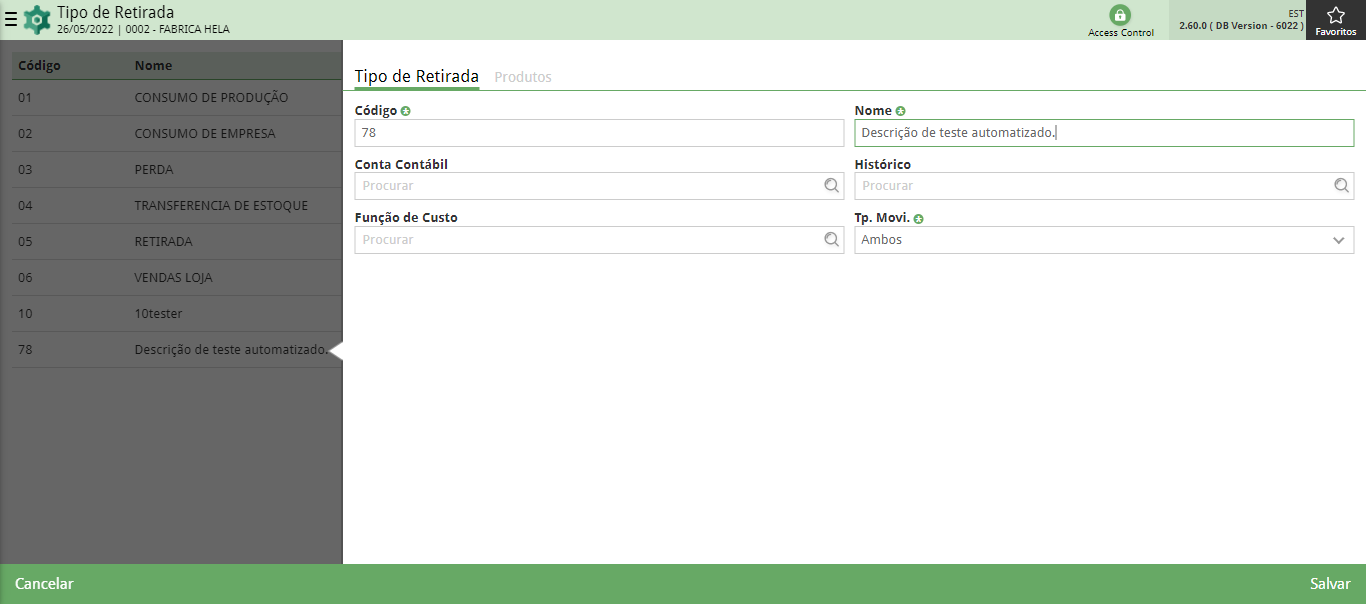 Tipo de Retirada
26/05/2022 | 0002 - FABRICA HELA
Access Control
EST
2.60.0 ( DB Version - 6022 )
Favoritos
Código Nome
01 CONSUMO DE PRODUÇÃO
02 CONSUMO DE EMPRESA
03 PERDA
04 TRANSFERENCIA DE ESTOQUE
05 RETIRADA
06 VENDAS LOJA
10 10tester
78 Descrição de teste automatizado.
Tipo de Retirada Produtos
Código Nome
78 Descrição de teste automatizado.
Conta Contábil Histórico
Procurar Procurar
Função de Custo Tp. Movi.
Procurar Ambos
Cancelar Salvar